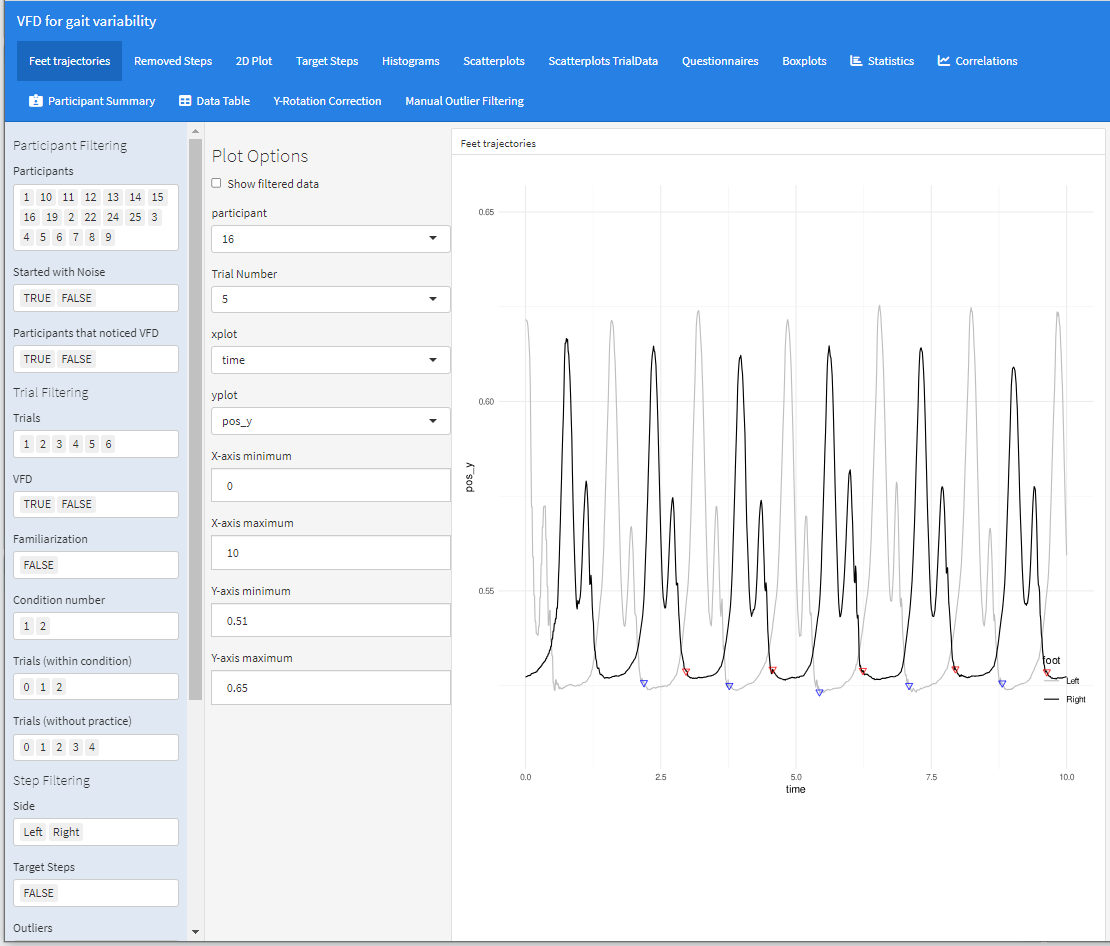 VFD for gait variability
Feet trajectories Removed Steps 2D Plot Target Steps Histograms Scatterplots Scatterplots TrialData Questionnaires Boxplots Statistics Correlations
Participant Summary Data Table Y-Rotation Correction Manual Outlier Filtering
Participant Filtering
Participants
1 10 11 12 13 14 15
16 19 2 22 24 25 3
4 5 6 7 8 9
Started with Noise
TRUE FALSE
Participants that noticed VFD
TRUE FALSE
Trial Filtering
Trials
1 2 3 4 5 6
VFD
TRUE FALSE
Familiarization
FALSE
Condition number
1 2
Trials (within condition)
0 1 2
Trials (without practice)
0 1 2 3 4
Step Filtering
Side
Left Right
Target Steps
FALSE
Outliers
Plot Options
Show filtered data
participant
16
Trial Number
5
xplot
time
yplot
pos_y
X-axis minimum
0
X-axis maximum
10
Y-axis minimum
0.51
Y-axis maximum
0.65
Feet trajectories
0.65
0.60
0.55
pos_y
foot
Left
Right
0.0 2.5 5.0 7.5 10.0
time